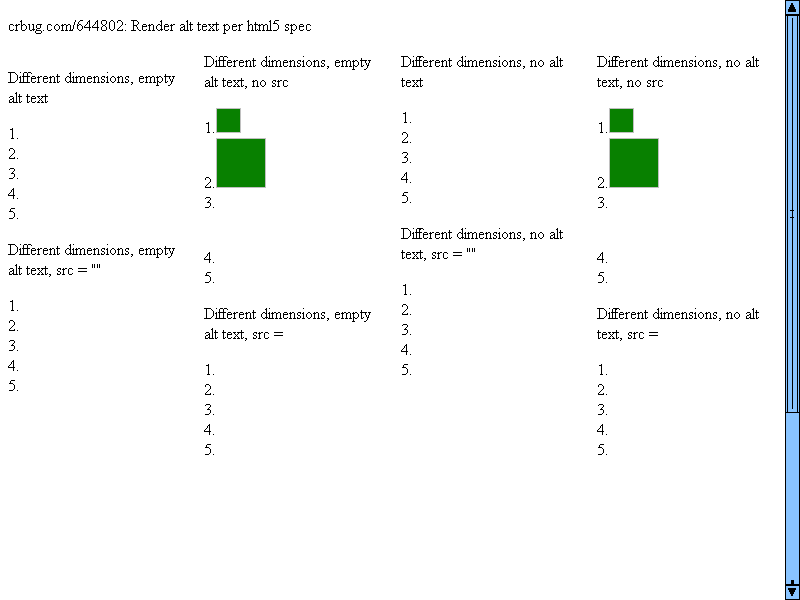 crbug.com/644802: Render alt text per html5 spec
Different dimensions, empty
alt text
1.
2.
3.
4.
5.
Different dimensions, empty
alt text, src = ""
1.
2.
3.
4.
5.
Different dimensions, empty
alt text, no src
1.
2.
3.
4.
5.
Different dimensions, empty
alt text, src =
1.
2.
3.
4.
5.
Different dimensions, no alt
text
1.
2.
3.
4.
5.
Different dimensions, no alt
text, src = ""
1.
2.
3.
4.
5.
Different dimensions, no alt
text, no src
1.
2.
3.
4.
5.
Different dimensions, no alt
text, src =
1.
2.
3.
4.
5.